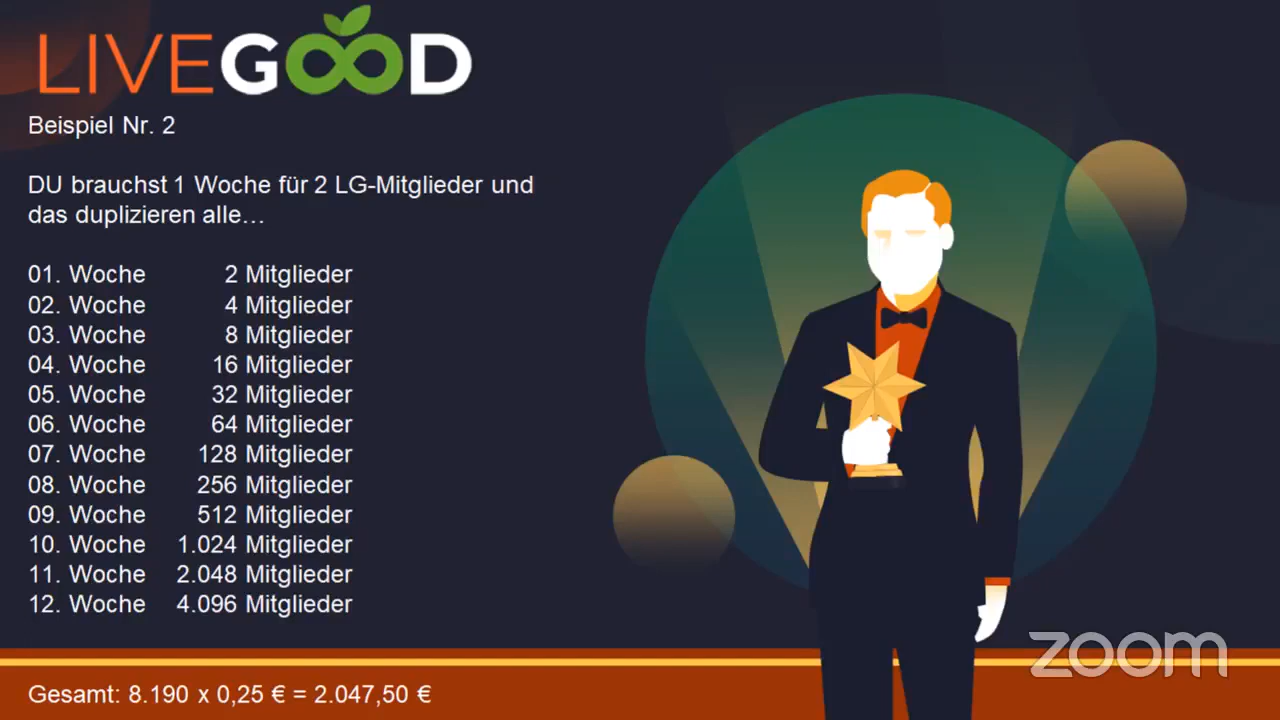 LIVEGOOD
Beispiel Nr. 2
DU brauchst 1 Woche für 2 LG-Mitglieder und
das duplizieren alle…
01. Woche 2 Mitglieder
02. Woche 4 Mitglieder
03. Woche 8 Mitglieder
04. Woche 16 Mitglieder
05. Woche 32 Mitglieder
06. Woche 64 Mitglieder
07. Woche 128 Mitglieder
08. Woche 256 Mitglieder
09. Woche 512 Mitglieder
10. Woche 1.024 Mitglieder
11. Woche 2.048 Mitglieder
12. Woche 4.096 Mitglieder
zoom
Gesamt: 8.190 x 0,25 € = 2.047,50 €